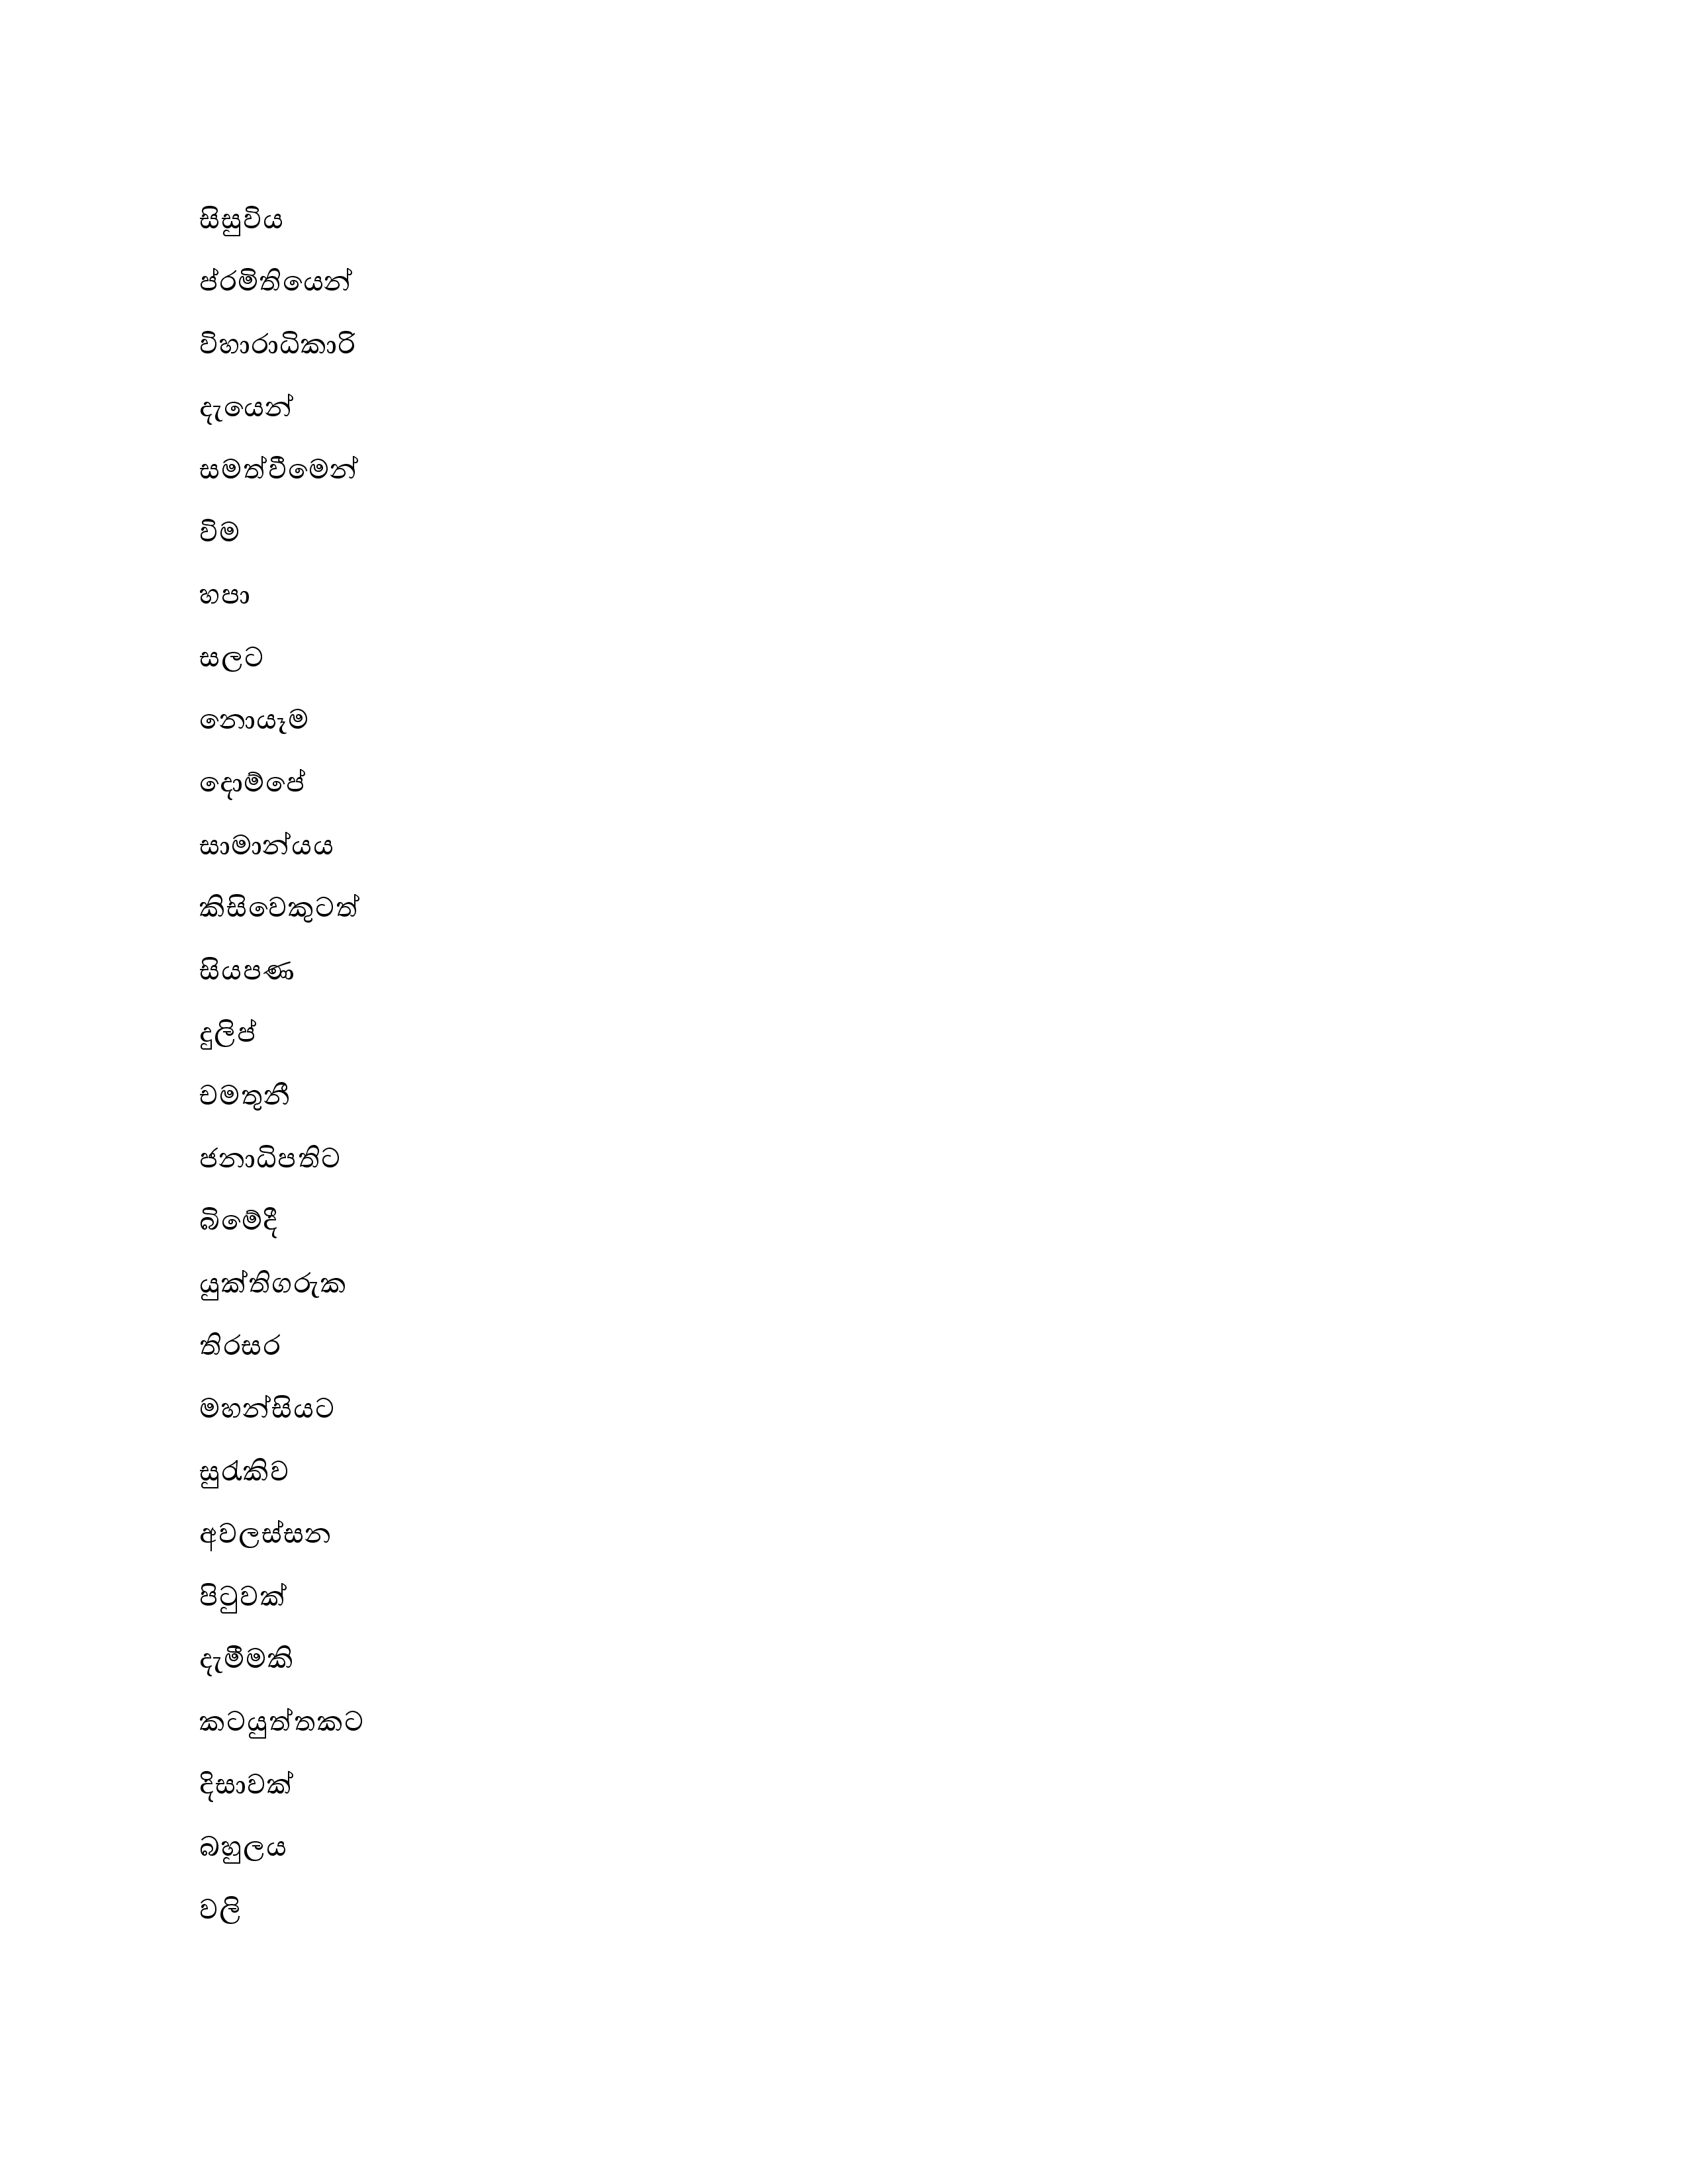 සිසුවිය
ප්රමිතියෙන්
විහාරාධිකාරි
දැයෙන්
සමත්වීමෙන්
විම
හපා
සලට
නොයෑම
දොම්පේ
සාමාන්යය
කිසිවෙකුටත්
සියපණ
දුලිප්
චමතුනී
ජනාධිපතිට
බිමේදී
යුක්තිගරුක
තිරසර
මහන්සියට
සුරැකිව
අවලස්සන
පිටුවක්
දැමීමකි
කටයුත්තකට
දිසාවක්
බහුලය
වලි